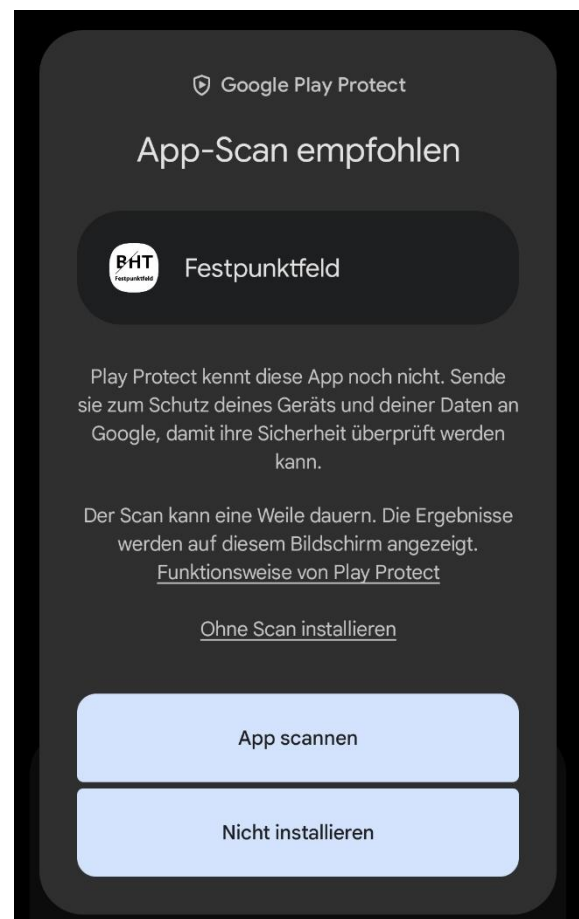 Google Play Protect
App-Scan empfohlen
BHT
Festpunktfeld
Festpunktfeld
Play Protect kennt diese App noch nicht. Sende
sie zum Schutz deines Geräts und deiner Daten an
Google, damit ihre Sicherheit überprüft werden
kann.
Der Scan kann eine Weile dauern. Die Ergebnisse
werden auf diesem Bildschirm angezeigt.
Funktionsweise von Play Protect
Ohne Scan installieren
App scannen
Nicht installieren